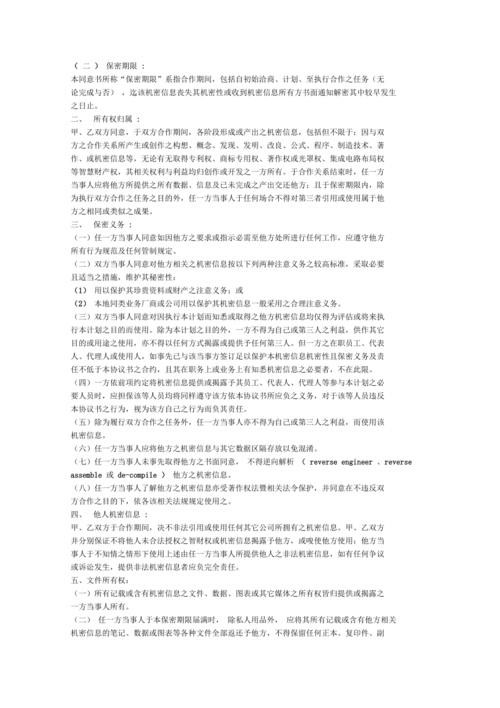 （ 二 ） 保密期限 ：
本同意书所称“保密期限”系指合作期间，包括自初始洽商、计划、至执行合作之任务（无
论完成与否） 、迄该机密信息丧失其机密性或收到机密信息所有方书面通知解密其中较早发生
之日止。
二、 所有权归属 ：
甲、乙双方同意，于双方合作期间，各阶段形成或产出之机密信息，包括但不限于：因与双
方之合作关系所产生或创作之构想、概念、发现、发明、改良、公式、程序、制造技术、著
作、或机密信息等，无论有无取得专利权、商标专用权、著作权或光罩权、集成电路布局权
等智慧财产权，其相关权利与利益均归创作或开发之一方所有。于合作关系结束时，任一方
当事人应将他方所提供之所有数据、信息及已未完成之产出交还他方；且于保密期限内，除
为执行双方合作之任务之目的外，任一方当事人于任何场合不得对第三者引用或使用属于他
方之相同或类似之成果。
三、 保密义务 ：
（一）任一方当事人同意如因他方之要求或指示必需至他方处所进行任何工作，应遵守他方
所有行为规范及任何管制规定。
（二）双方当事人同意对他方相关之机密信息按以下列两种注意义务之较高标准，采取必要
且适当之措施，维护其秘密性：
（1） 用以保护其珍贵资料或财产之注意义务；或
（2） 本地同类业务厂商或公司用以保护其机密信息一般采用之合理注意义务。
（三）双方当事人同意对因执行本计划而知悉或取得之他方机密信息均仅得为评估或将来执
行本计划之目的而使用。除为本计划之目的外，一方不得为自己或第三人之利益，供作其它
目的或用途之使用，亦不得以任何方式揭露或提供予任何第三人。但一方之在职员工、代表
人、代理人或使用人，如事先已与该当事方签足以保护本机密信息机密性且保密义务及责
任不低于本协议书之合约，且其在职务上或业务上有知悉机密信息之必要者，不在此限。
（四）一方依前项约定将机密信息提供或揭露予其员工、代表人、代理人等参与本计划之必
要人员时，应担保该等人员均将同样遵守该方依本协议书所应负之义务，对于该等人员违反
本协议书之行为，视为该方自己之行为而负其责任。
（五）除为履行双方合作之任务外，任一方当事人亦不得为自己或第三人之利益，而使用该
机密信息。
（六）任一方当事人应将他方之机密信息与其它数据区隔存放以免混淆。
（七）任一方当事人未事先取得他方之书面同意， 不得逆向解析 （ reverse engineer 、reverse
assemble 或 de-compile ） 他方之机密信息。
（八）任一方当事人了解他方之机密信息亦受著作权法暨相关法令保护，并同意在不违反双
方合作之目的下，依各该相关法规规定使用之。
四、 他人机密信息 ：
甲、乙双方于合作期间，决不非法引用或使用任何其它公司所拥有之机密信息。甲、乙双方
并分别保证不将他人未合法授权之智财权或机密信息揭露予他方，或唆使他方使用；他方当
事人于不知情之情形下使用上述由任一方当事人所提供他人之非法机密信息，如有任何争议
或诉讼发生，提供非法机密信息者应负完全责任。
五、文件所有权：
（一）所有记载或含有机密信息之文件、数据、图表或其它媒体之所有权皆归提供或揭露之
一方当事人所有。
（二） 任一方当事人于本保密期限届满时， 除私人用品外， 应将其所有记载或含有他方相关
机密信息的笔记、数据或图表等各种文件全部返还予他方，不得保留任何正本、复印件、副